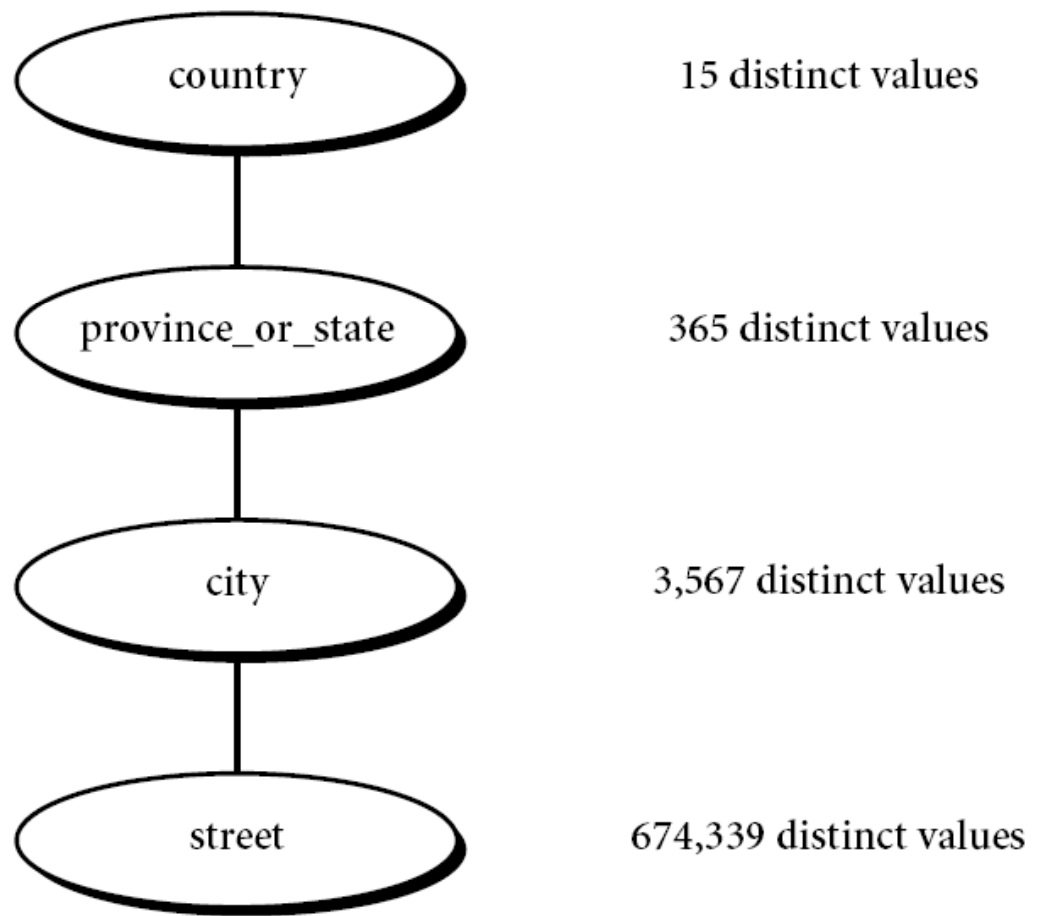 country 15 distinct values
province_or_state 365 distinct values
city 3,567 distinct values
street 674,339 distinct values